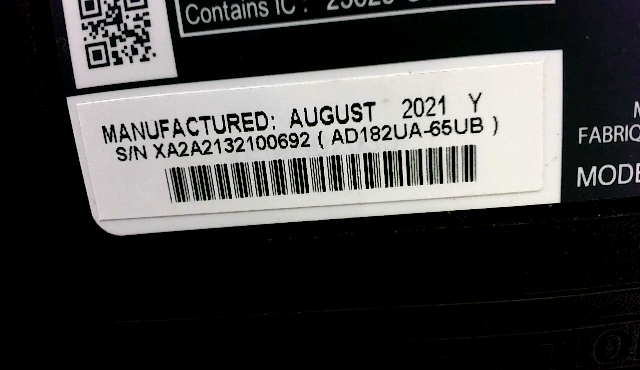 Contains IC :
MANUFACTURED: AUGUST 2021 Y
S/N XA2A2132100692 ( AD182UA-65UB )
FABRIQ
MODE